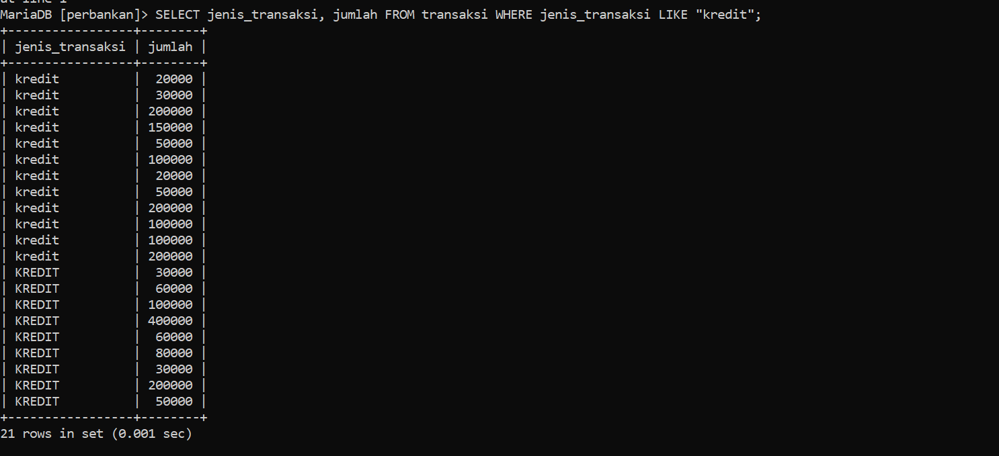 at line 1
MariaDB [perbankan]> SELECT jenis_transaksi, jumlah FROM transaksi WHERE jenis_transaksi LIKE "kredit";
+-----------------+--------+
| jenis_transaksi | jumlah |
+-----------------+--------+
| kredit          |  20000 |
| kredit          |  30000 |
| kredit          | 200000 |
| kredit          | 150000 |
| kredit          |  50000 |
| kredit          | 100000 |
| kredit          |  20000 |
| kredit          |  50000 |
| kredit          | 200000 |
| kredit          | 100000 |
| kredit          | 100000 |
| kredit          | 200000 |
| KREDIT          |  30000 |
| KREDIT          |  60000 |
| KREDIT          | 100000 |
| KREDIT          | 400000 |
| KREDIT          |  60000 |
| KREDIT          |  80000 |
| KREDIT          |  30000 |
| KREDIT          | 200000 |
| KREDIT          |  50000 |
+-----------------+--------+
21 rows in set (0.001 sec)